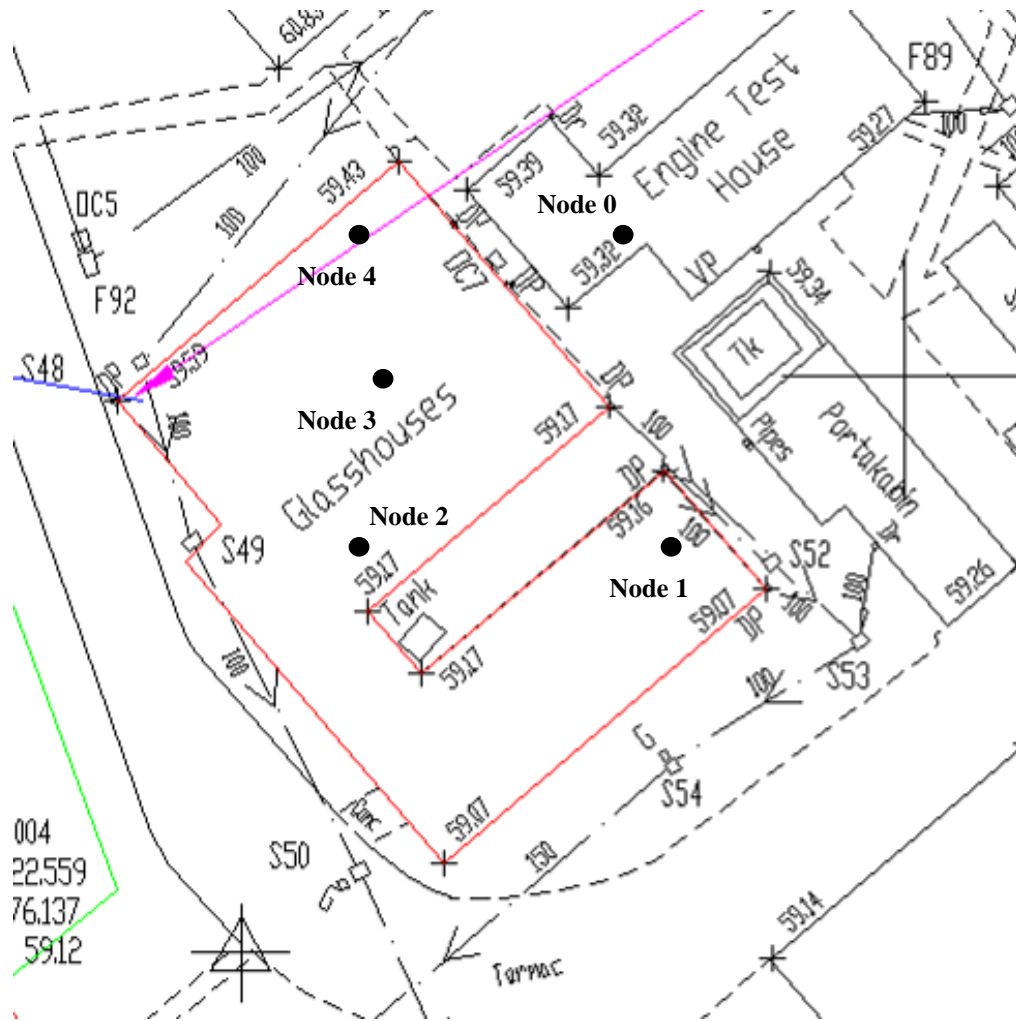 60.83
F89
59.32
Engine Test
House
59.27
100
100
Dr
59.39
59.43
DC5
100
100
Node 0
DP
DC7
DP
59.32
VP
59.34
Node 4
F92
S48
DP
59.59
Tk
DP
100
Node 3
59.17
100
Pipes
Portakabin
Glasshouses
DP
59.16
Node 2
100
Dr
S49
59.17
S52
Node 1
59.26
100
Tank
59.07
100
DP
59.17
100
S53
100
G
S54
59.07
004
S50
150
22.559
76.137
59.14
59.12
Tarmac